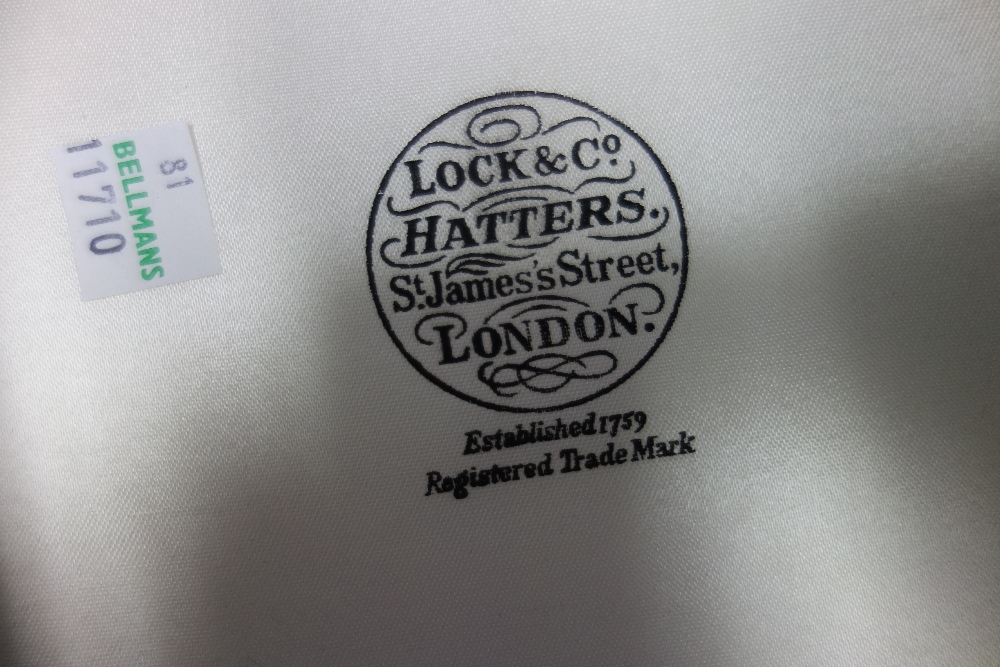 81
BELLMANS
11710
LOCK & Co
HATTERS.
St. James's Street,
LONDON.
Established 1759
Registered Trade Mark